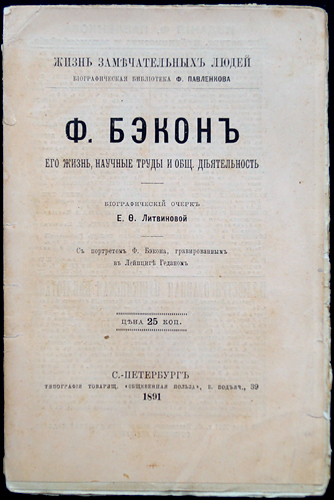 ЖИЗНЬ ЗАМѢЧАТЕЛЬНЫХЪ ЛЮДЕЙ
БІОГРАФИЧЕСКАЯ БИБЛІОТЕКА Ф. ПАВЛЕНКОВА
Ф. БЭКОНЪ
ЕГО ЖИЗНЬ, НАУЧНЫЕ ТРУДЫ И ОБЩ. ДѢЯТЕЛЬНОСТЬ
БІОГРАФИЧЕСКІЙ ОЧЕРКЪ
Е. Ѳ. Литвиновой
Съ портретомъ Ф. Бэкона, гравированнымъ
въ Лейпцигѣ Геданомъ
ЦѢНА 25 КОП.
С.-ПЕТЕРБУРГЪ
ТИПОГРАФІЯ ТОВАРИЩ. «ОБЩЕСТВЕННАЯ ПОЛЬЗА», Б. ПОДЪЯЧ., 39
1891